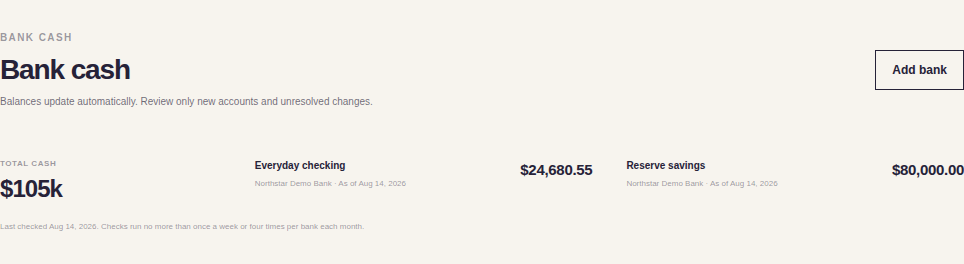 BANK CASH
Bank cash
Add bank
Balances update automatically. Review only new accounts and unresolved changes.
TOTAL CASH
$105k
Everyday checking
Northstar Demo Bank · As of Aug 14, 2026
$24,680.55
Reserve savings
Northstar Demo Bank · As of Aug 14, 2026
$80,000.00
Last checked Aug 14, 2026. Checks run no more than once a week or four times per bank each month.